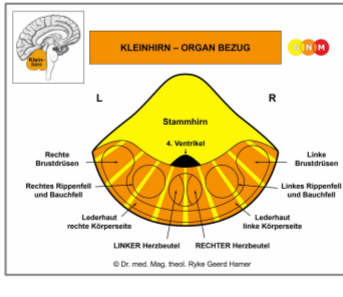 KLEINHIRN – ORGAN BEZUG
GNM
Klein-
hirn
L
R
Stammhirn
4. Ventrikel
Rechte
Brustdrüsen
Linke
Brustdrüsen
Rechtes Rippenfell
und Bauchfell
Linkes Rippenfell
und Bauchfell
Lederhaut
rechte Körperseite
Lederhaut
linke Körperseite
LINKER Herzbeutel
RECHTER Herzbeutel
© Dr. med. Mag. theol. Ryke Geerd Hamer